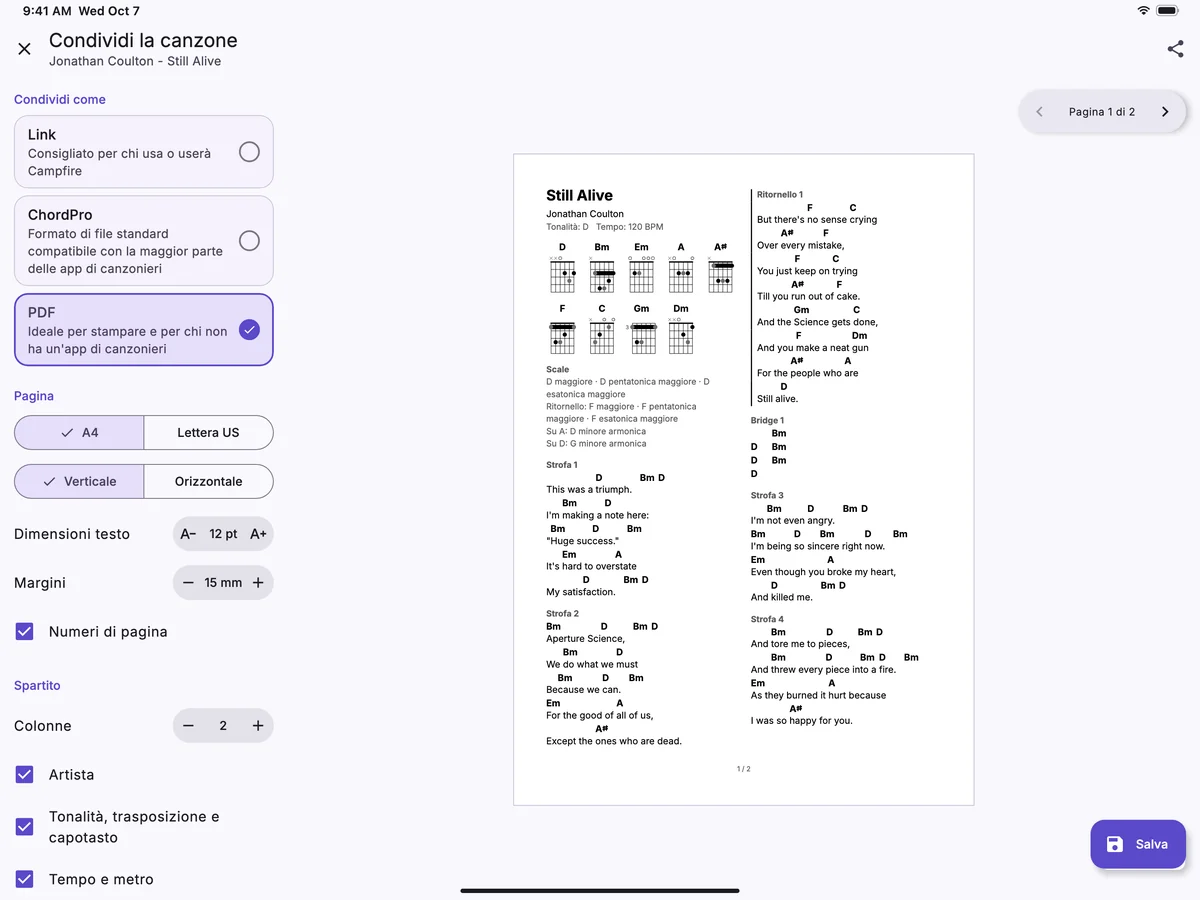 9:41 AM Wed Oct 7
Condividi la canzone
Jonathan Coulton - Still Alive
Condividi come
Link
Consigliato per chi usa o userà
Campfire
ChordPro
Formato di file standard
compatibile con la maggior parte
delle app di canzonieri
PDF
Ideale per stampare e per chi non
ha un'app di canzonieri
Pagina
A4
Lettera US
Verticale
Orizzontale
Dimensioni testo
A− 12 pt A+
Margini
− 15 mm +
Numeri di pagina
Spartito
Colonne
− 2 +
Artista
Tonalità, trasposizione e
capotasto
Tempo e metro
Pagina 1 di 2
Still Alive
Jonathan Coulton
Tonalità: D Tempo: 120 BPM
D Bm Em A A#
F C Gm Dm
3
Scale
D maggiore · D pentatonica maggiore · D
esatonica maggiore
Ritornello: F maggiore · F pentatonica
maggiore · F esatonica maggiore
Su A: D minore armonica
Su D: G minore armonica
Strofa 1
D Bm D
This was a triumph.
Bm D
I'm making a note here:
Bm D Bm
"Huge success."
Em A
It's hard to overstate
D Bm D
My satisfaction.
Strofa 2
Bm D Bm D
Aperture Science,
Bm D
We do what we must
Bm D Bm
Because we can.
Em A
For the good of all of us,
A#
Except the ones who are dead.
Ritornello 1
F C
But there's no sense crying
A# F
Over every mistake,
F C
You just keep on trying
A# F
Till you run out of cake.
Gm C
And the Science gets done,
F Dm
And you make a neat gun
A# A
For the people who are
D
Still alive.
Bridge 1
Bm
D Bm
D Bm
D
Strofa 3
Bm D Bm D
I'm not even angry.
Bm D Bm D Bm
I'm being so sincere right now.
Em A
Even though you broke my heart,
D Bm D
And killed me.
Strofa 4
Bm D Bm D
And tore me to pieces,
Bm D Bm D Bm
And threw every piece into a fire.
Em A
As they burned it hurt because
A#
I was so happy for you.
1 / 2
Salva